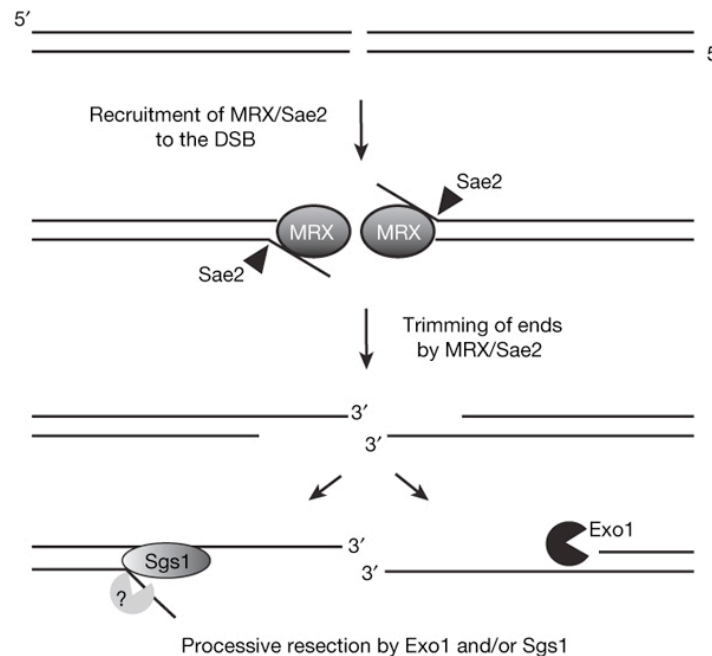 5′
5
Recruitment of MRX/Sae2
to the DSB
Sae2
MRX MRX
Sae2
Trimming of ends
by MRX/Sae2
3′
3′
Sgs1
3′
Exo1
3′
?
Processive resection by Exo1 and/or Sgs1